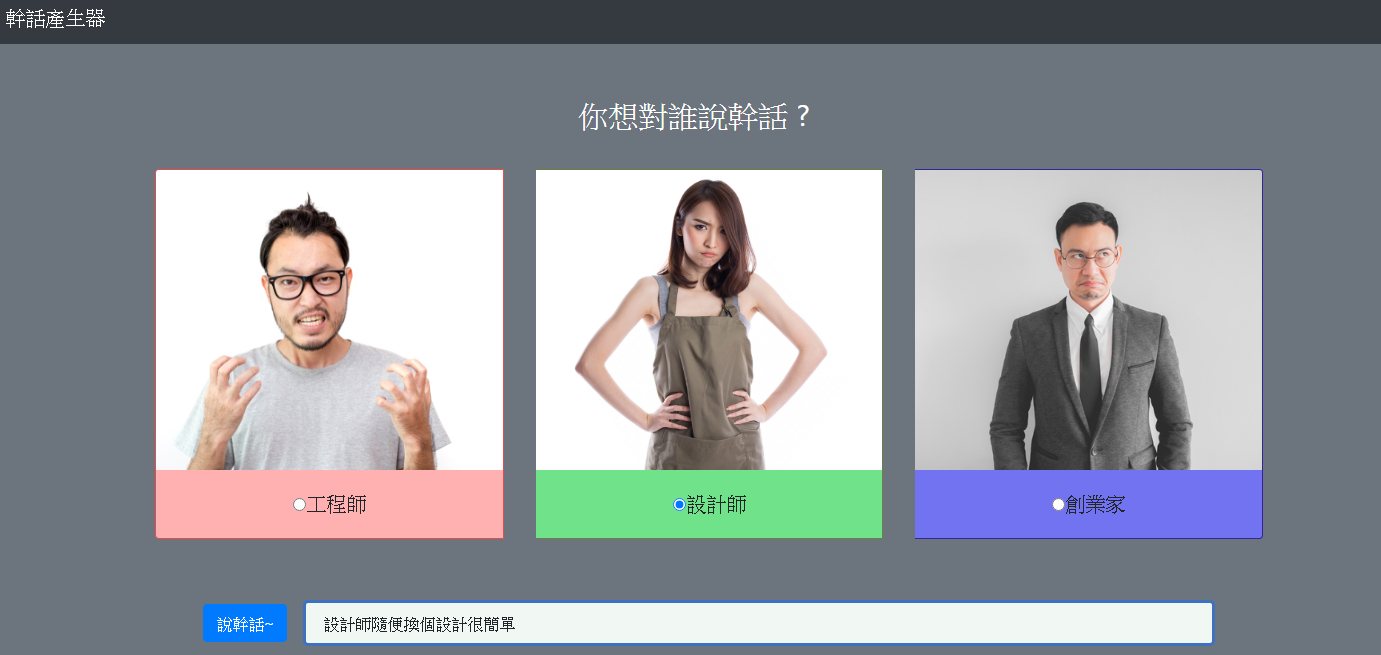 幹話產生器
你想對誰說幹話？
工程師
設計師
創業家
說幹話~
設計師隨便換個設計很簡單